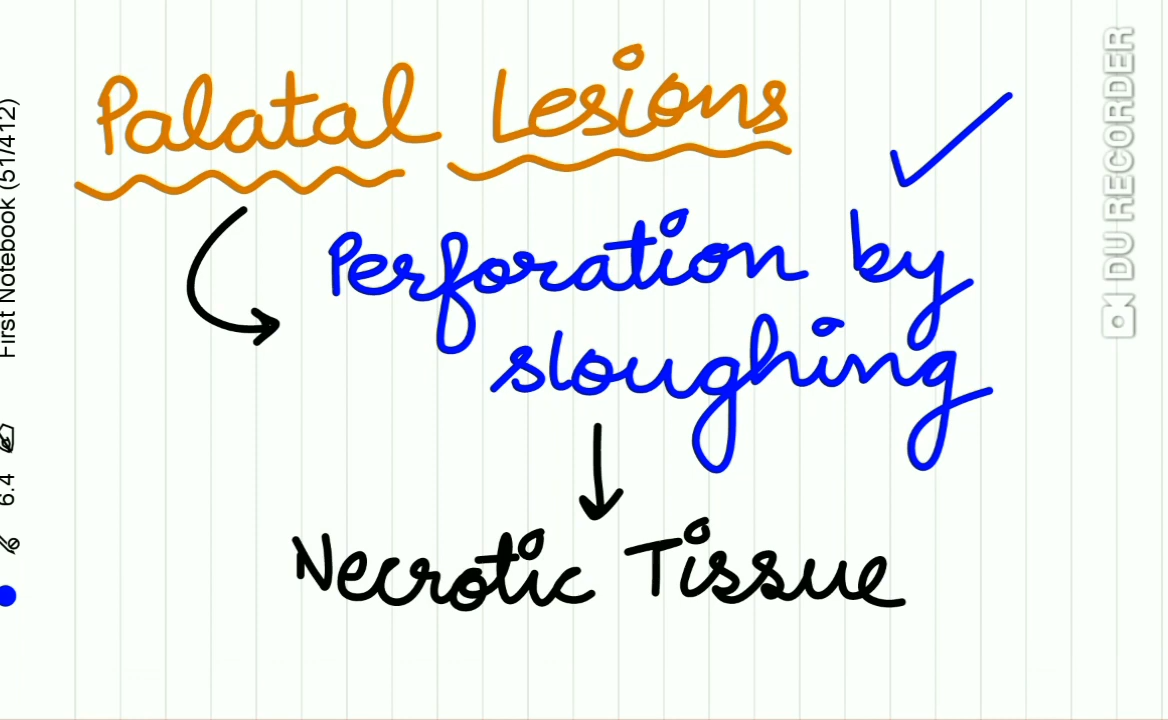 Palatal Lesions
Perforation by
sloughing
Necrotic Tissue
First Notebook (51/412)
6.4
DU RECORDER